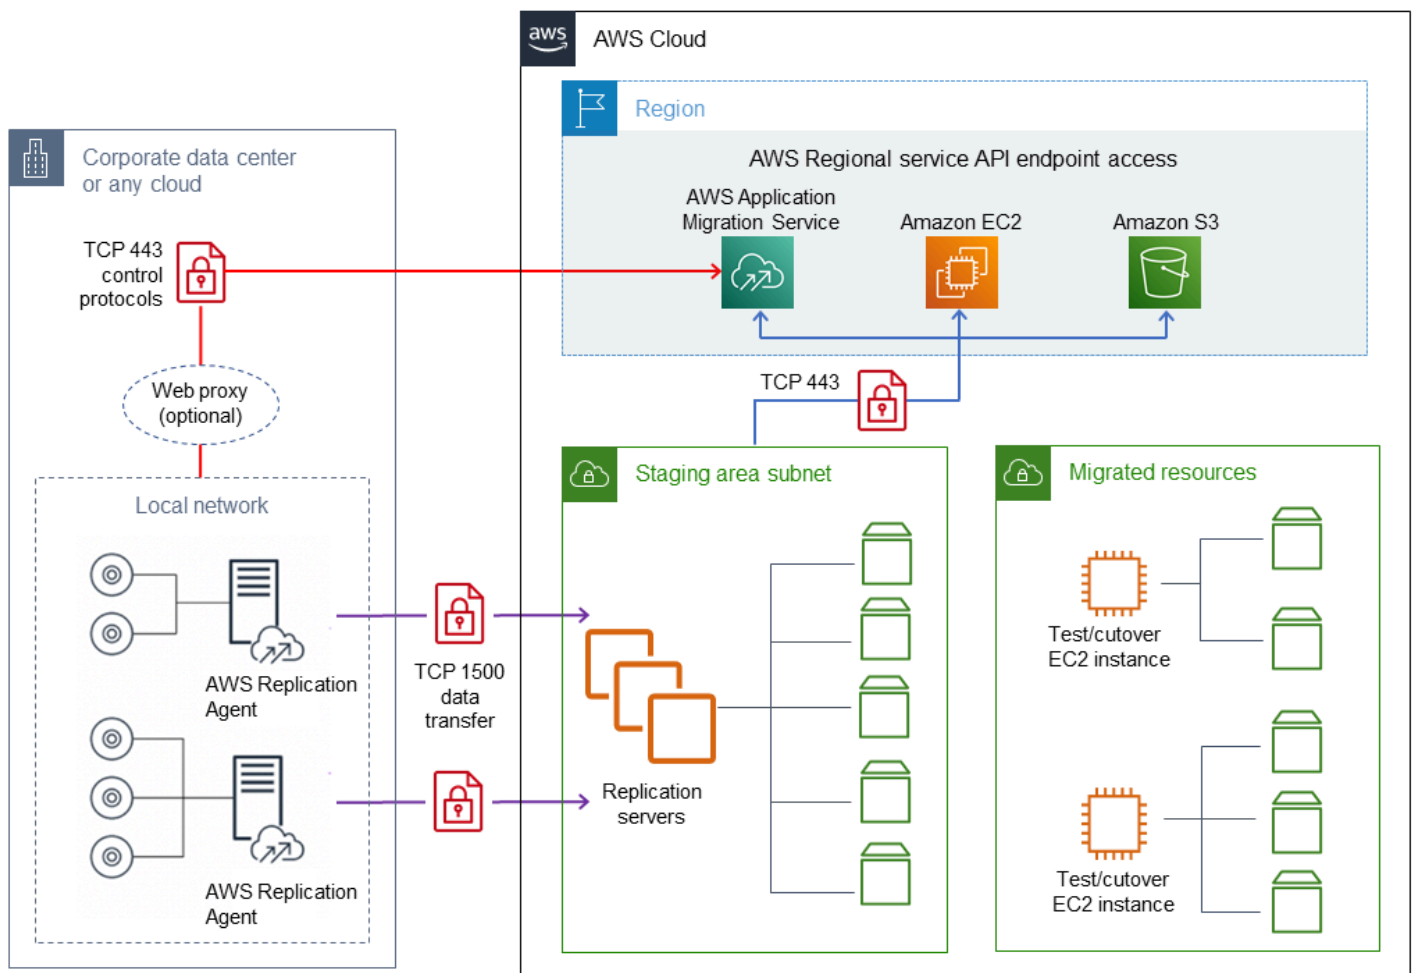 aws
AWS Cloud
Region
AWS Regional service API endpoint access
AWS Application
Migration Service
Amazon EC2
Amazon S3
Corporate data center
or any cloud
TCP 443
control
protocols
Web proxy
(optional)
TCP 443
Local network
AWS Replication
Agent
AWS Replication
Agent
TCP 1500
data
transfer
Staging area subnet
Replication
servers
Migrated resources
Test/cutover
EC2 instance
Test/cutover
EC2 instance